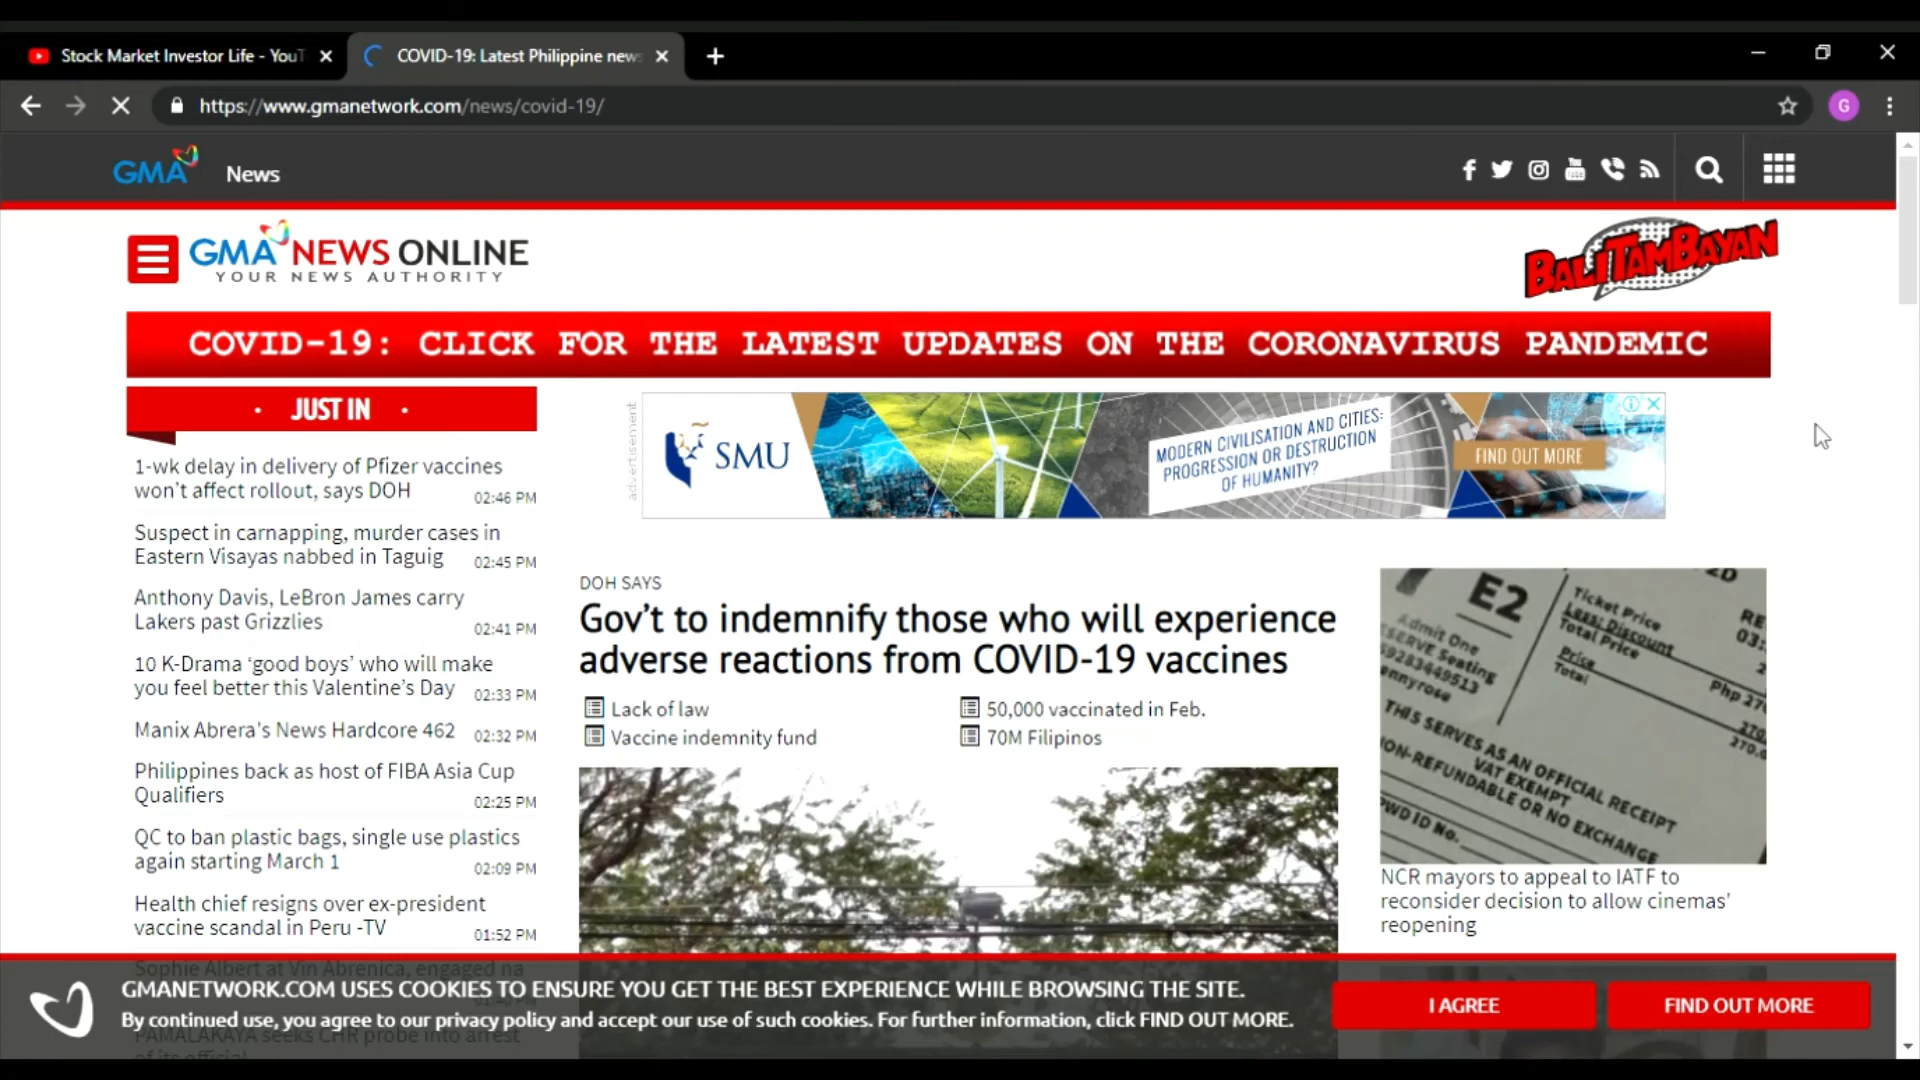 Stock Market Investor Life - YouT
COVID-19: Latest Philippine news
https://www.gmanetwork.com/news/covid-19/
G
GMA News
GMA NEWS ONLINE
YOUR NEWS AUTHORITY
BALITAMBAYAN
COVID-19: CLICK FOR THE LATEST UPDATES ON THE CORONAVIRUS PANDEMIC
· JUST IN ·
1-wk delay in delivery of Pfizer vaccines
won't affect rollout, says DOH 02:46 PM
Suspect in carnapping, murder cases in
Eastern Visayas nabbed in Taguig 02:45 PM
Anthony Davis, LeBron James carry
Lakers past Grizzlies 02:41 PM
10 K-Drama ‘good boys’ who will make
you feel better this Valentine’s Day 02:33 PM
Manix Abrera's News Hardcore 462 02:32 PM
Philippines back as host of FIBA Asia Cup
Qualifiers 02:25 PM
QC to ban plastic bags, single use plastics
again starting March 1 02:09 PM
Health chief resigns over ex-president
vaccine scandal in Peru -TV 01:52 PM
Sophie Albert at Vin Abrenica, engaged na
PAMALAKAYA seeks CHR probe into arrest
of its official
advertisement
SMU
MODERN CIVILISATION AND CITIES:
PROGRESSION OR DESTRUCTION
OF HUMANITY?
FIND OUT MORE
DOH SAYS
Gov’t to indemnify those who will experience
adverse reactions from COVID-19 vaccines
Lack of law
50,000 vaccinated in Feb.
Vaccine indemnity fund
70M Filipinos
E2
Admit One
Seating
Ticket Price
Less: Discount
Total Price
Price
Total
Php 270
270.
THIS SERVES AS AN OFFICIAL RECEIPT
VAT EXEMPT
NON-REFUNDABLE OR NO EXCHANGE
PWD ID No.
NCR mayors to appeal to IATF to
reconsider decision to allow cinemas’
reopening
GMANETWORK.COM USES COOKIES TO ENSURE YOU GET THE BEST EXPERIENCE WHILE BROWSING THE SITE.
By continued use, you agree to our privacy policy and accept our use of such cookies. For further information, click FIND OUT MORE.
I AGREE
FIND OUT MORE